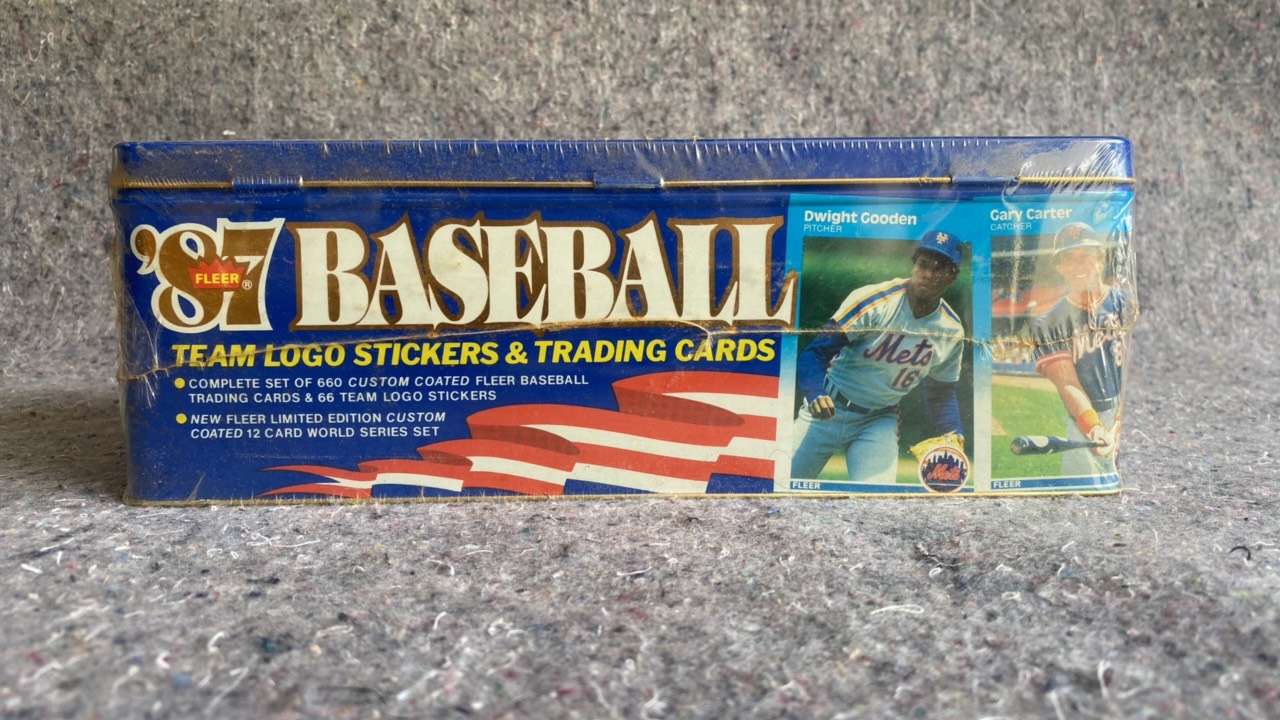 '87 BASEBALL
FLEER®
TEAM LOGO STICKERS & TRADING CARDS
COMPLETE SET OF 660 CUSTOM COATED FLEER BASEBALL
TRADING CARDS & 66 TEAM LOGO STICKERS
NEW FLEER LIMITED EDITION CUSTOM
COATED 12 CARD WORLD SERIES SET
Dwight Gooden
PITCHER
Mets
16
Mets
FLEER
Gary Carter
CATCHER
FLEER